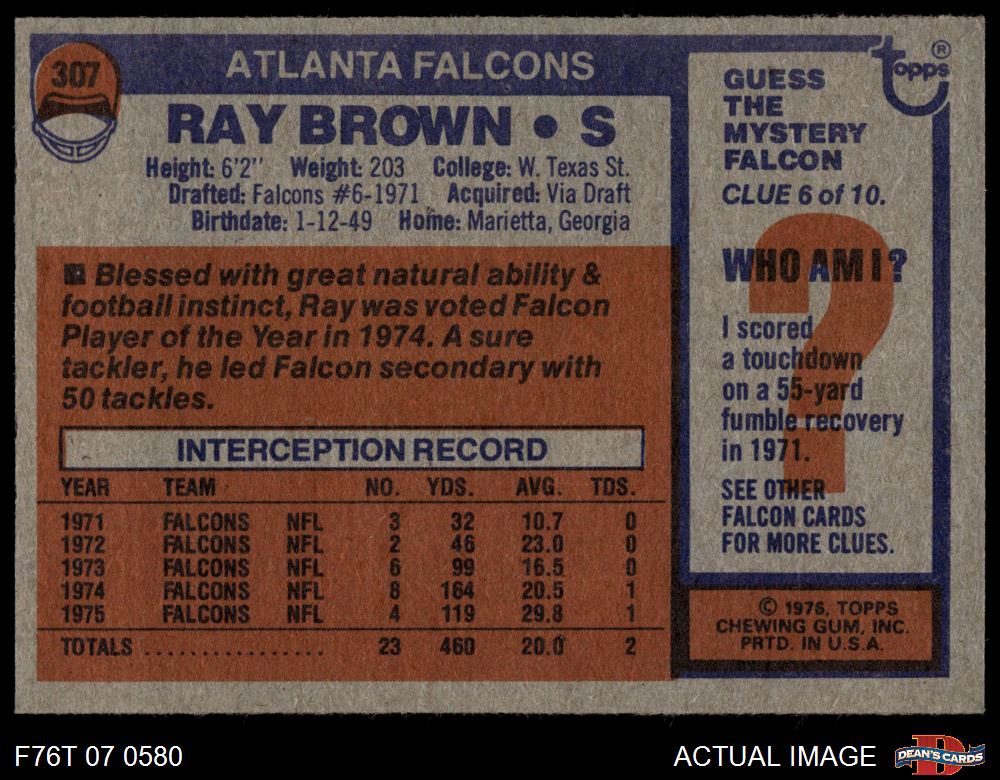 307
ATLANTA FALCONS
RAY BROWN • S
Height: 6'2" Weight: 203 College: W. Texas St.
Drafted: Falcons #6-1971 Acquired: Via Draft
Birthdate: 1-12-49 Home: Marietta, Georgia
Blessed with great natural ability &
football instinct, Ray was voted Falcon
Player of the Year in 1974. A sure
tackler, he led Falcon secondary with
50 tackles.
INTERCEPTION RECORD
YEAR TEAM NO. YDS. AVG. TDS.
1971 FALCONS NFL 3 32 10.7 0
1972 FALCONS NFL 2 46 23.0 0
1973 FALCONS NFL 6 99 16.5 0
1974 FALCONS NFL 8 164 20.5 1
1975 FALCONS NFL 4 119 29.8 1
TOTALS ................ 23 460 20.0 2
topps ®
GUESS
THE
MYSTERY
FALCON
CLUE 6 of 10.
?
WHO AM I?
I scored
a touchdown
on a 55-yard
fumble recovery
in 1971.
SEE OTHER
FALCON CARDS
FOR MORE CLUES.
© 1976, TOPPS
CHEWING GUM, INC.
PRTD. IN U.S.A.
F76T 07 0580
ACTUAL IMAGE
D
DEAN'S CARDS